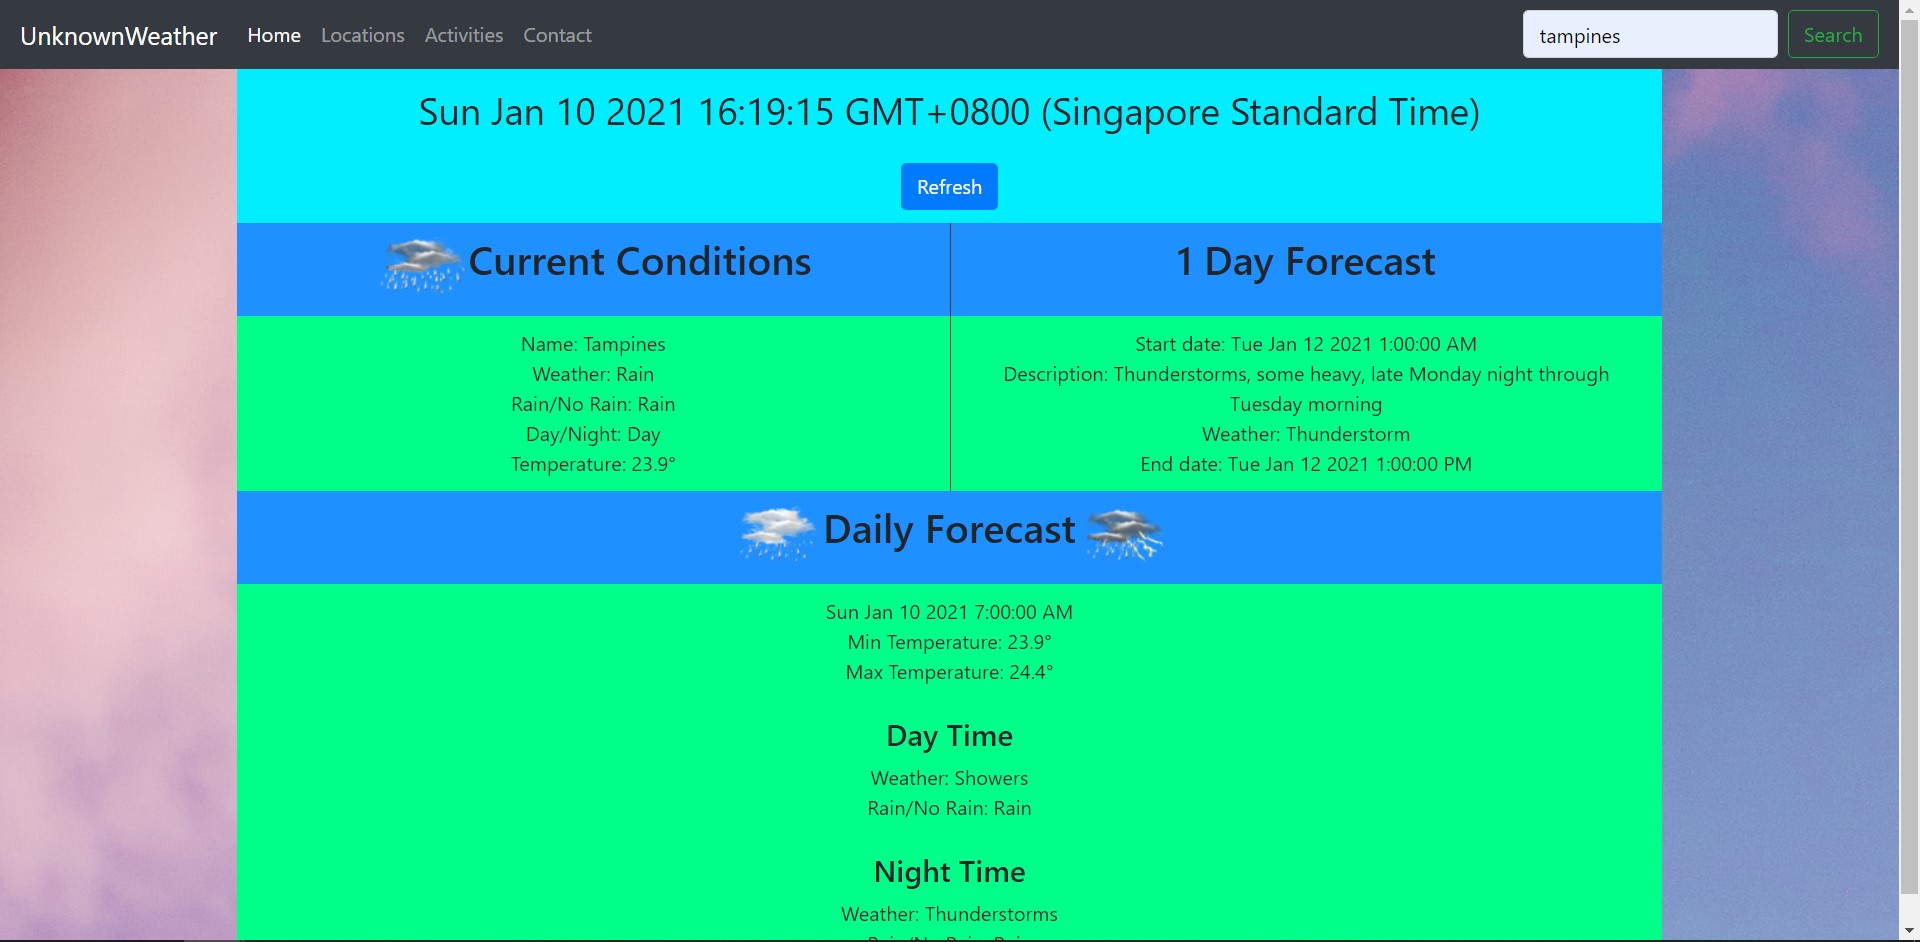 UnknownWeather Home Locations Activities Contact tampines Search
Sun Jan 10 2021 16:19:15 GMT+0800 (Singapore Standard Time)
Refresh
Current Conditions
Name: Tampines
Weather: Rain
Rain/No Rain: Rain
Day/Night: Day
Temperature: 23.9°
1 Day Forecast
Start date: Tue Jan 12 2021 1:00:00 AM
Description: Thunderstorms, some heavy, late Monday night through
Tuesday morning
Weather: Thunderstorm
End date: Tue Jan 12 2021 1:00:00 PM
Daily Forecast
Sun Jan 10 2021 7:00:00 AM
Min Temperature: 23.9°
Max Temperature: 24.4°
Day Time
Weather: Showers
Rain/No Rain: Rain
Night Time
Weather: Thunderstorms